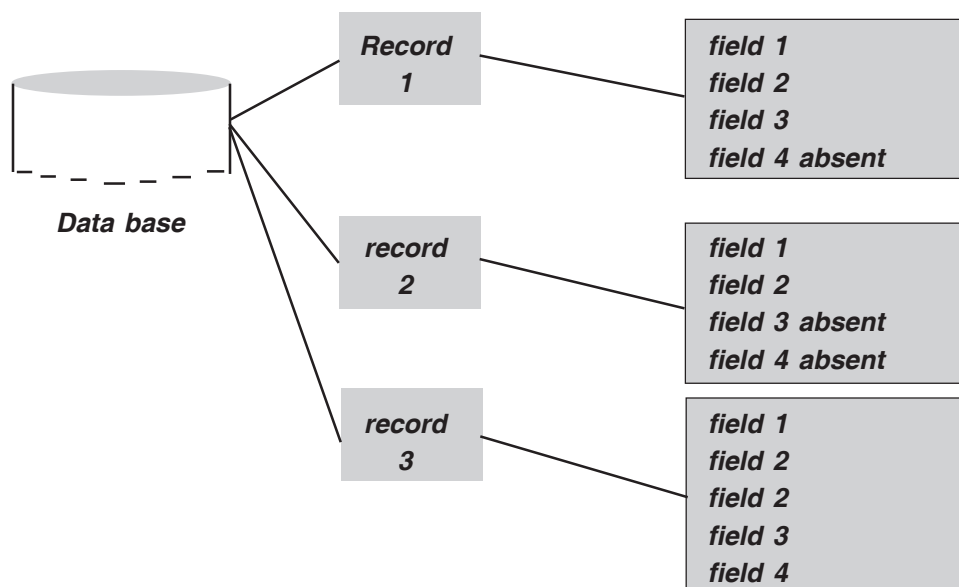 Data base
Record
1
field 1
field 2
field 3
field 4 absent
record
2
field 1
field 2
field 3 absent
field 4 absent
record
3
field 1
field 2
field 2
field 3
field 4